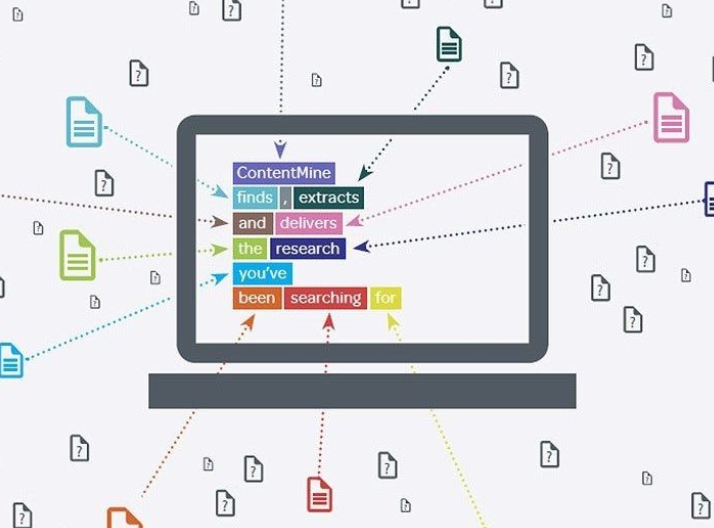 ContentMine
finds , extracts
and delivers
the research
you've
been searching for